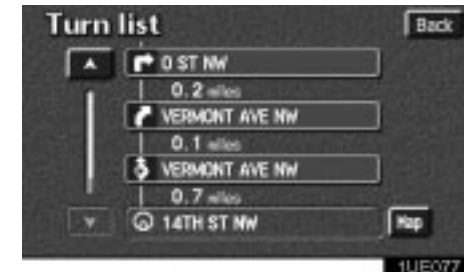 Turn list
Back
O ST NW
0.2 miles
VERMONT AVE NW
0.1 miles
VERMONT AVE NW
0.7 miles
14TH ST NW
Map
1UE077